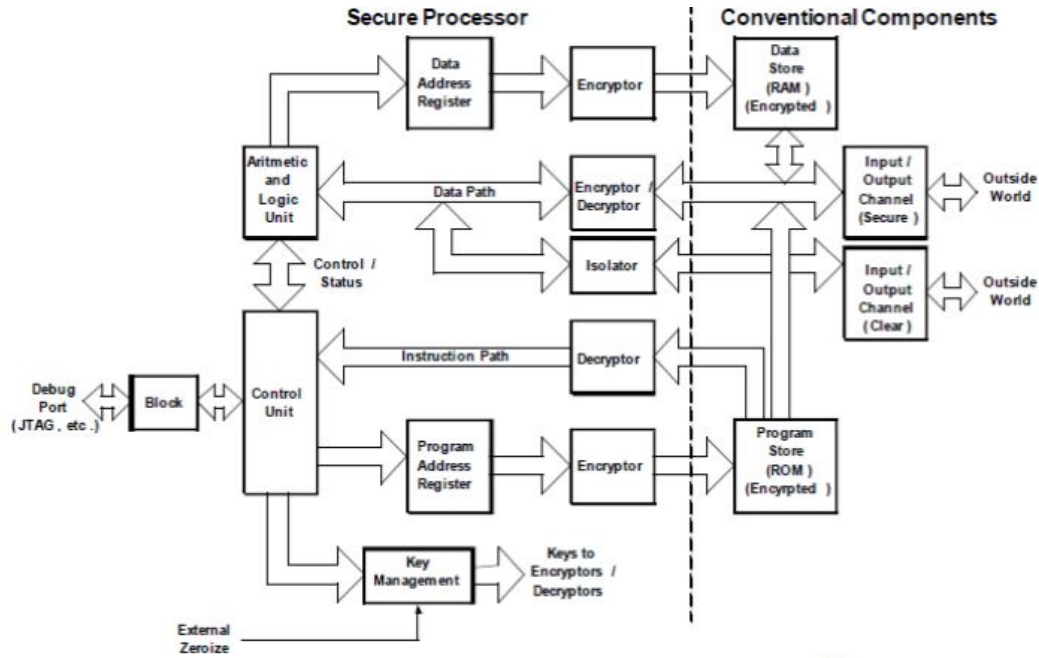 Secure Processor
Conventional Components
Data
Address
Register
Encryptor
Data
Store
(RAM)
(Encrypted )
Aritmetic
and
Logic
Unit
Data Path
Encryptor /
Decryptor
Input /
Output
Channel
(Secure )
Outside
World
Isolator
Control /
Status
Input /
Output
Channel
(Clear )
Outside
World
Instruction Path
Decryptor
Debug
Port
(JTAG , etc .)
Block
Control
Unit
Program
Address
Register
Encryptor
Program
Store
(ROM )
(Encyrpted )
Key
Management
Keys to
Encryptors /
Decryptors
External
Zeroize